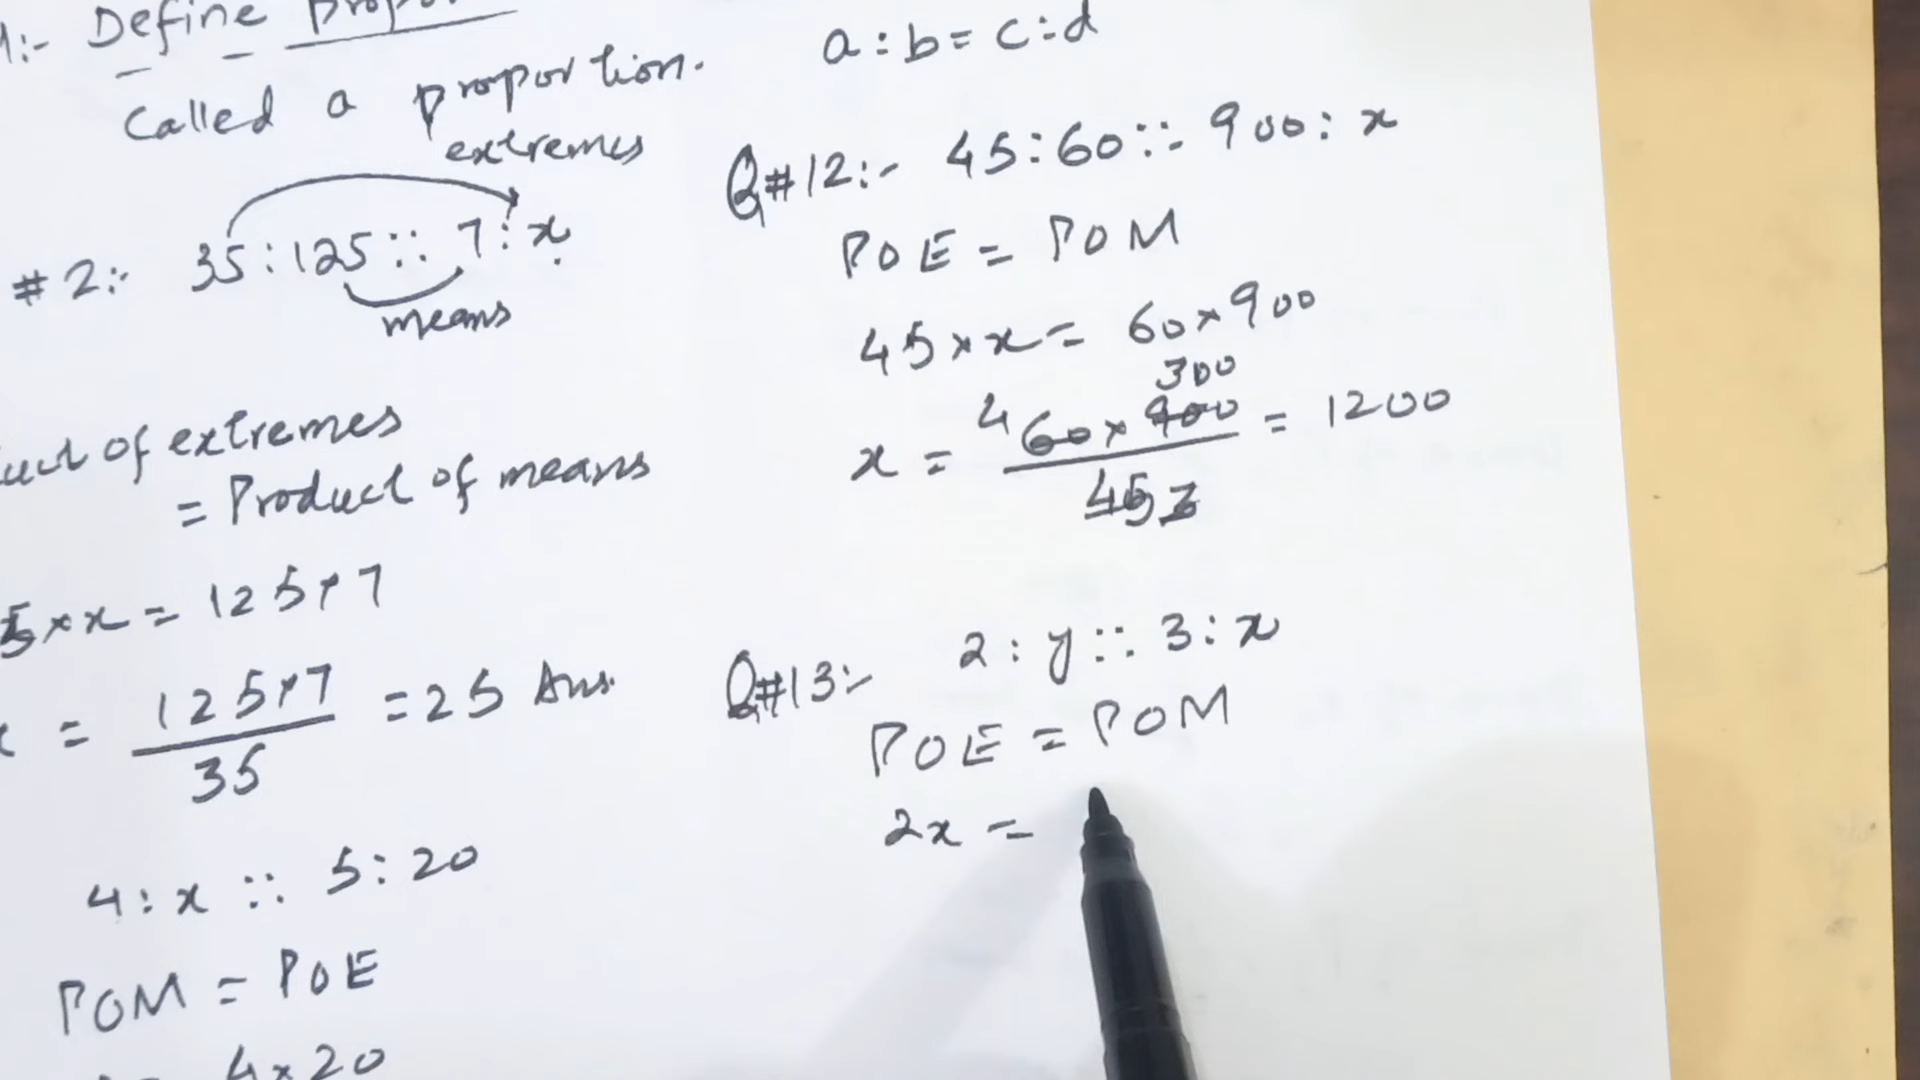 1:- Define
Called a proportion.
extremes
#2:- 35:125::7:x
means
of extremes
= Product of means
5×x = 125×7
= 125×7 = 25 Ans.
35
4:x :: 5:20
POM = POE
4×20
a:b = c:d
Q#12:- 45:60::900:x
POE = POM
45×x = 60×900
300
x = 4 60×900 = 1200
45 3
Q#13:- 2:y::3:x
POE = POM
2x =